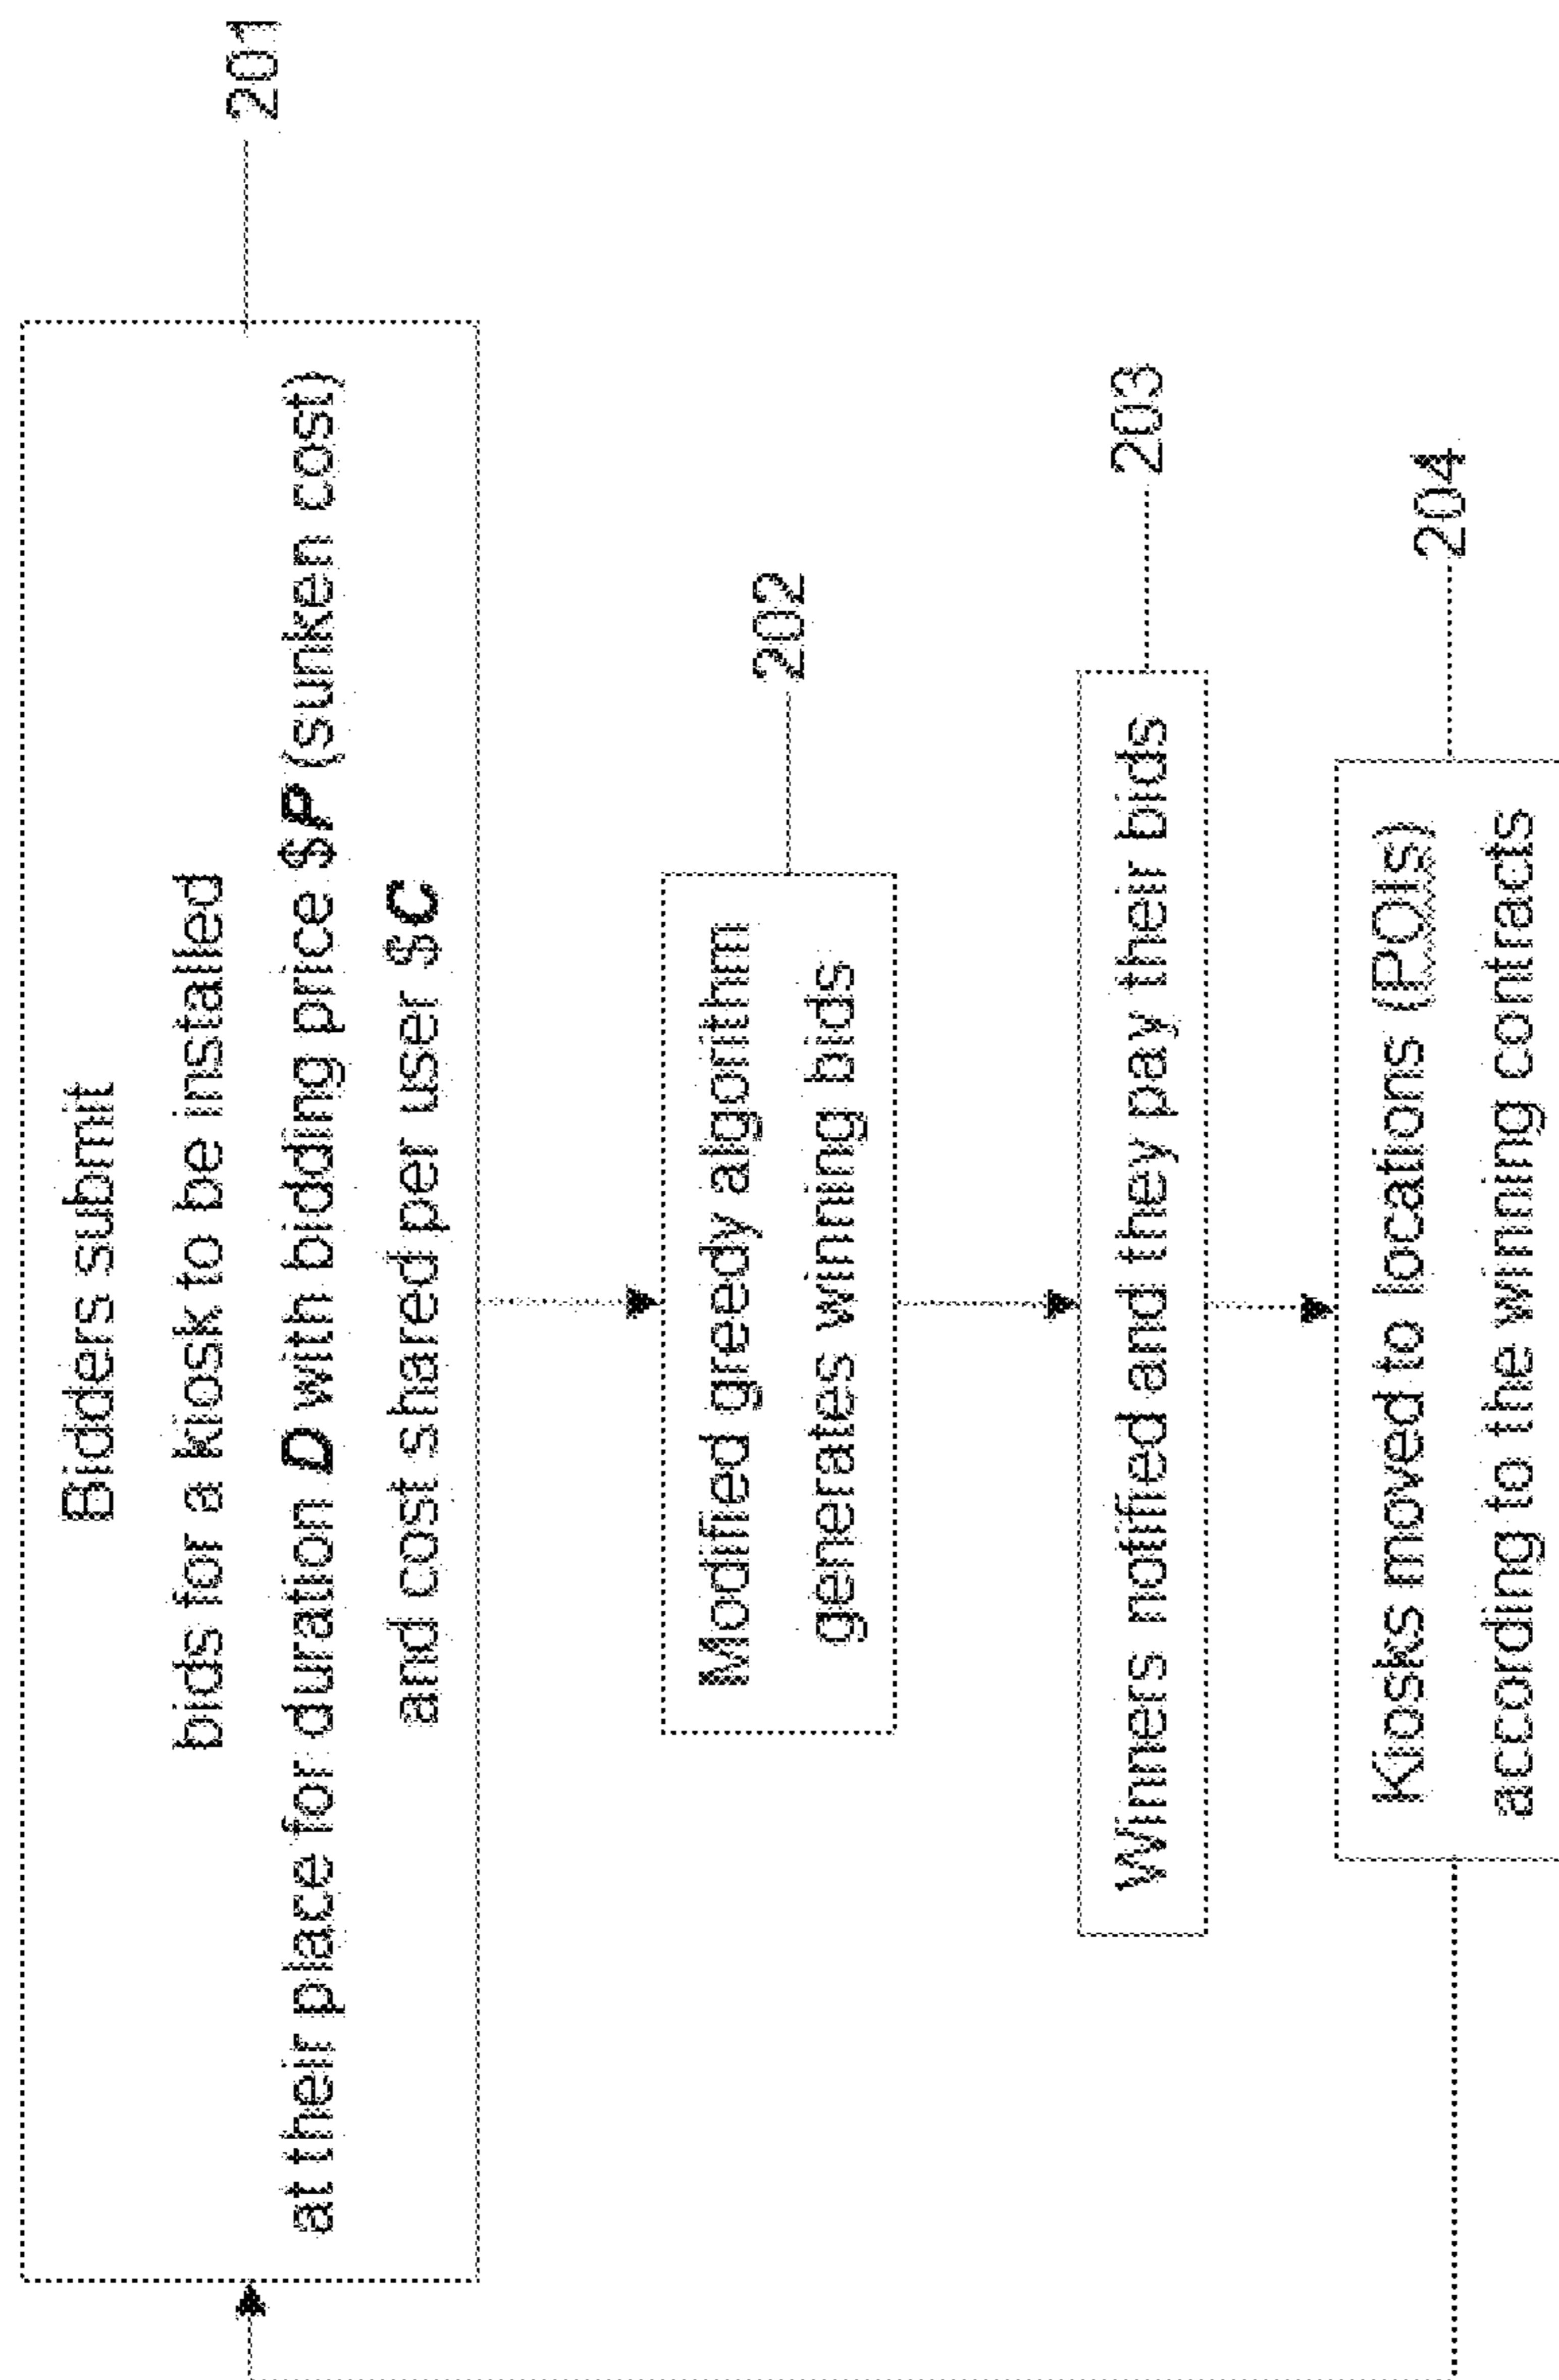 Bidders submit
bids for a kiosk to be installed
at their place for duration D with bidding price $P (sunken cost)
and cost shared per user $C
201
Modified greedy algorithm
generates winning bids
202
Winners notified and they pay their bids
203
Kiosks moved to locations (POIs)
according to the winning contracts
204